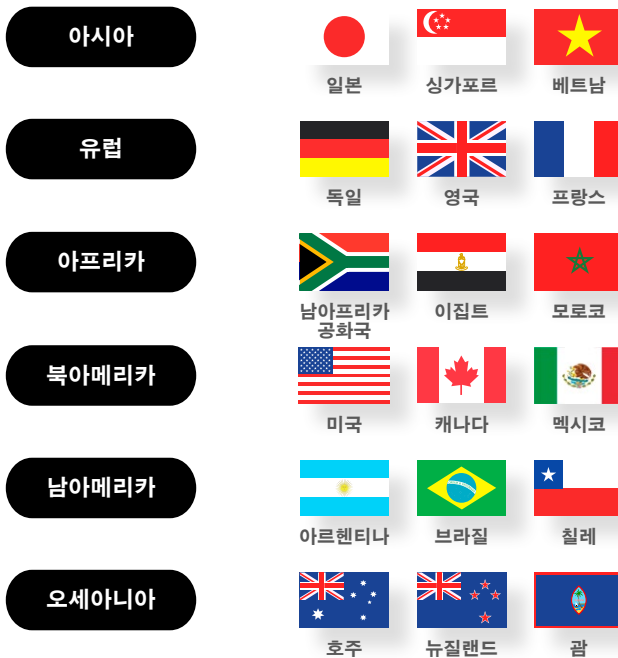 아시아
일본
싱가포르
베트남
유럽
독일
영국
프랑스
아프리카
남아프리카
공화국
이집트
모로코
북아메리카
미국
캐나다
멕시코
남아메리카
아르헨티나
브라질
칠레
오세아니아
호주
뉴질랜드
괌